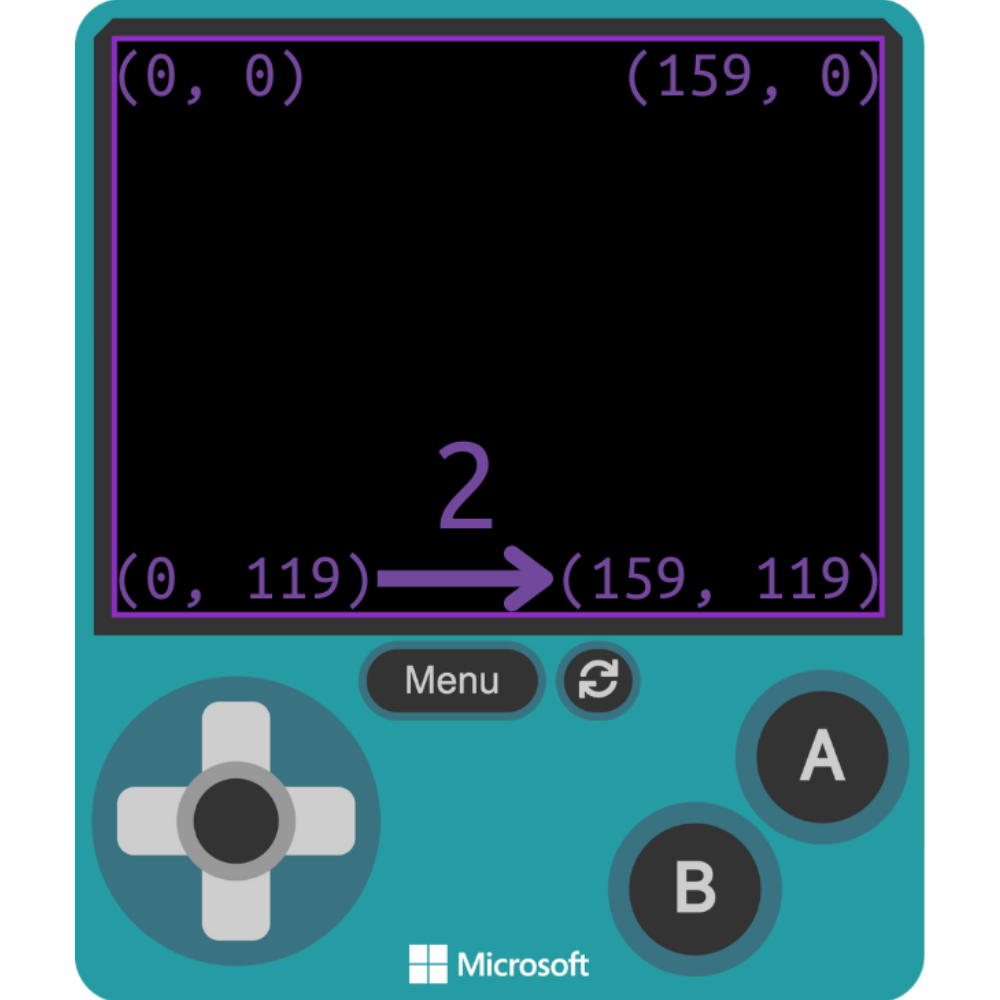 (0, 0) (159, 0)
2
(0, 119) (159, 119)
Menu
A
B
Microsoft